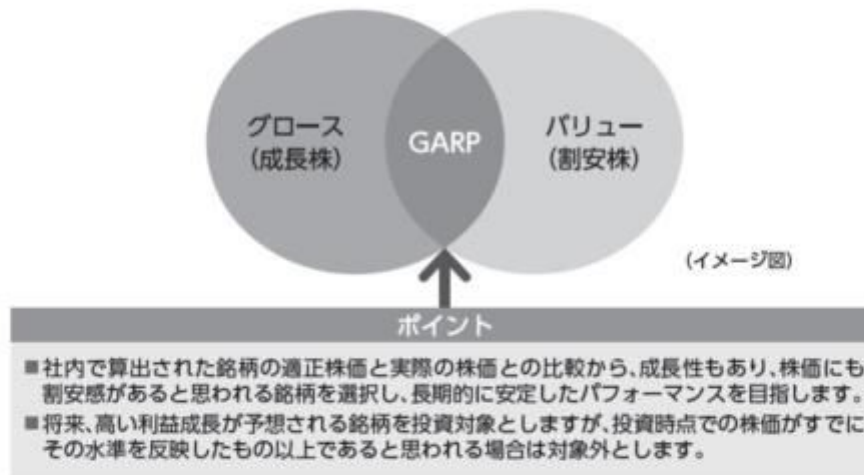 グロース
(成長株)
GARP
バリュー
(割安株)
(イメージ図)
ポイント
■社内で算出された銘柄の適正株価と実際の株価との比較から、成長性もあり、株価にも
割安感があると思われる銘柄を選択し、長期的に安定したパフォーマンスを目指します。
■将来、高い利益成長が予想される銘柄を投資対象としますが、投資時点での株価がすでに
その水準を反映したもの以上であると思われる場合は対象外とします。